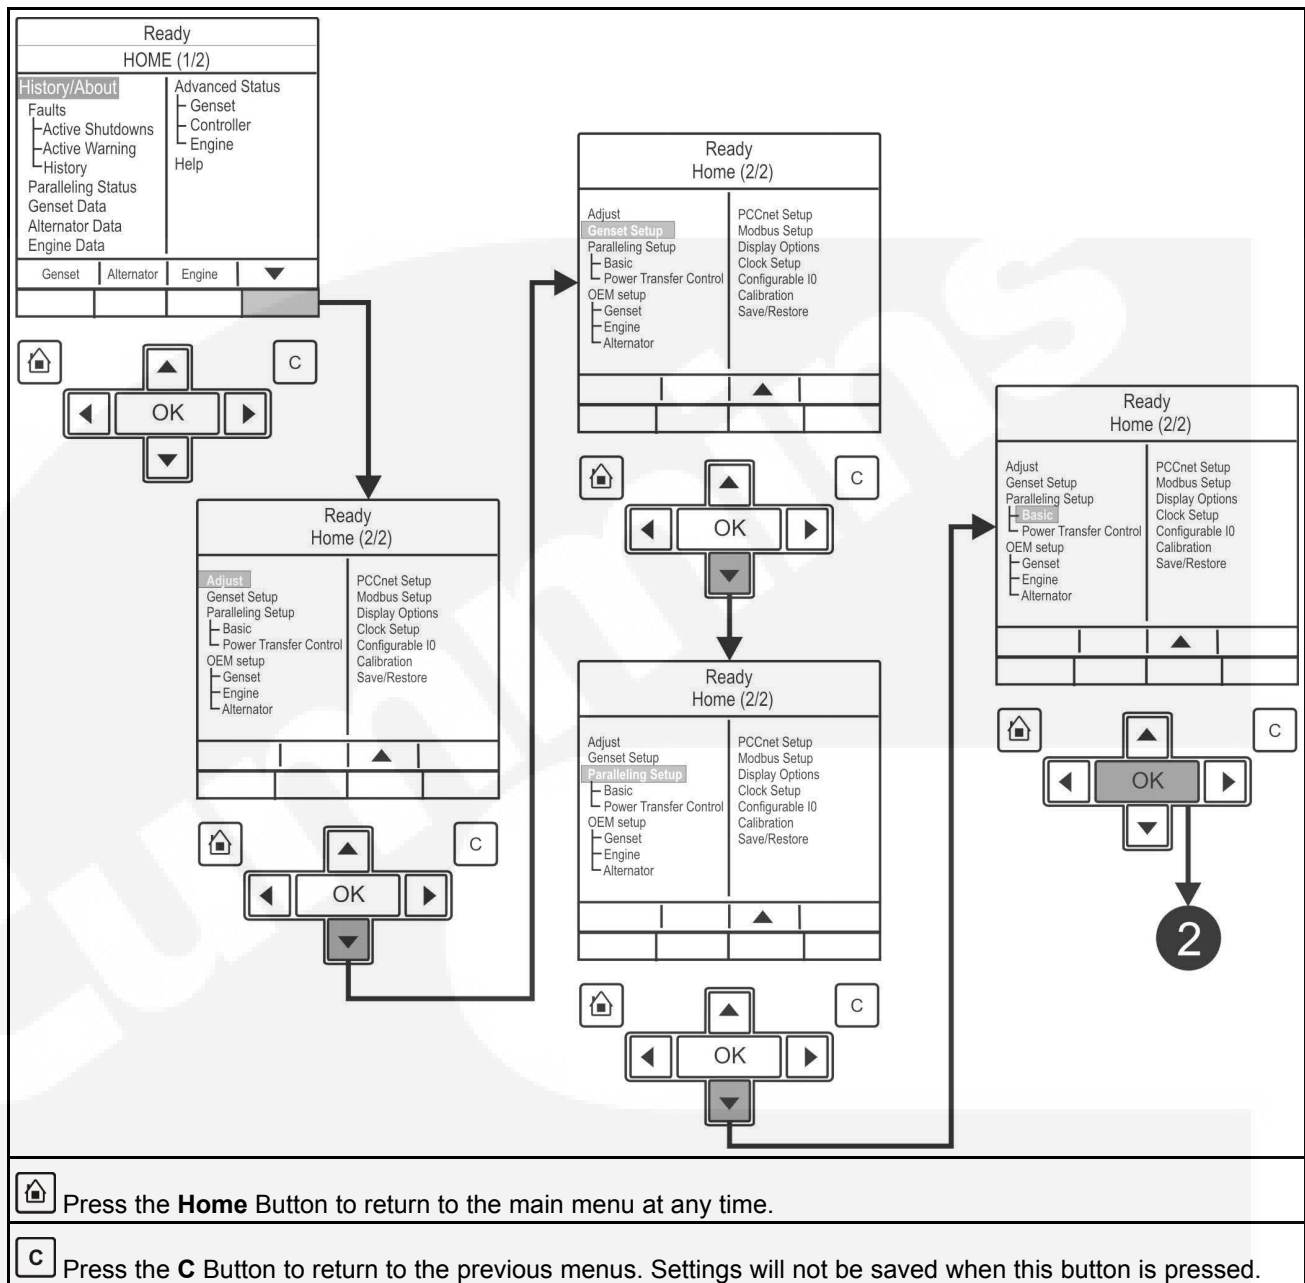 Ready
HOME (1/2)
History/About
Faults
Active Shutdowns
Active Warning
History
Paralleling Status
Genset Data
Alternator Data
Engine Data
Advanced Status
Genset
Controller
Engine
Help
Genset Alternator Engine
C
OK
Ready
Home (2/2)
Adjust
Genset Setup
Paralleling Setup
Basic
Power Transfer Control
OEM setup
Genset
Engine
Alternator
PCCnet Setup
Modbus Setup
Display Options
Clock Setup
Configurable I0
Calibration
Save/Restore
C
OK
Ready
Home (2/2)
Adjust
Genset Setup
Paralleling Setup
Basic
Power Transfer Control
OEM setup
Genset
Engine
Alternator
PCCnet Setup
Modbus Setup
Display Options
Clock Setup
Configurable I0
Calibration
Save/Restore
C
OK
Ready
Home (2/2)
Adjust
Genset Setup
Paralleling Setup
Basic
Power Transfer Control
OEM setup
Genset
Engine
Alternator
PCCnet Setup
Modbus Setup
Display Options
Clock Setup
Configurable I0
Calibration
Save/Restore
C
OK
Ready
Home (2/2)
Adjust
Genset Setup
Paralleling Setup
Basic
Power Transfer Control
OEM setup
Genset
Engine
Alternator
PCCnet Setup
Modbus Setup
Display Options
Clock Setup
Configurable I0
Calibration
Save/Restore
C
OK
2
Press the Home Button to return to the main menu at any time.
C Press the C Button to return to the previous menus. Settings will not be saved when this button is pressed.
cummins